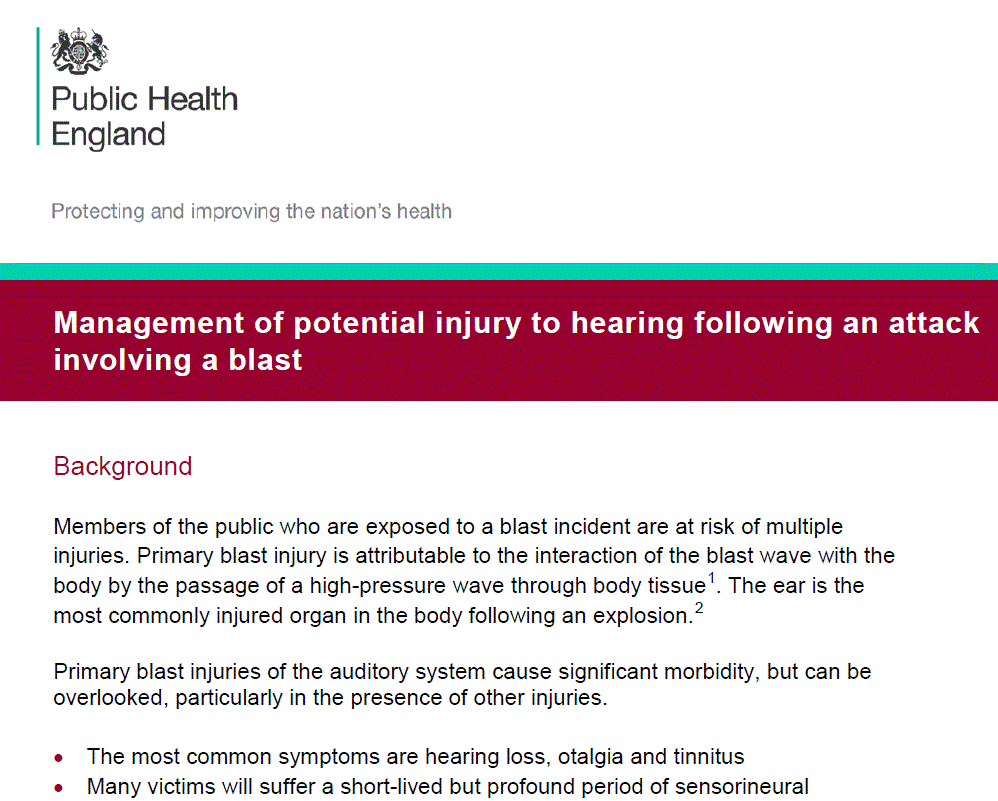 Public Health
England
Protecting and improving the nation's health
Management of potential injury to hearing following an attack
involving a blast
Background
Members of the public who are exposed to a blast incident are at risk of multiple
injuries. Primary blast injury is attributable to the interaction of the blast wave with the
body by the passage of a high-pressure wave through body tissue1. The ear is the
most commonly injured organ in the body following an explosion.2
Primary blast injuries of the auditory system cause significant morbidity, but can be
overlooked, particularly in the presence of other injuries.
• The most common symptoms are hearing loss, otalgia and tinnitus
• Many victims will suffer a short-lived but profound period of sensorineural